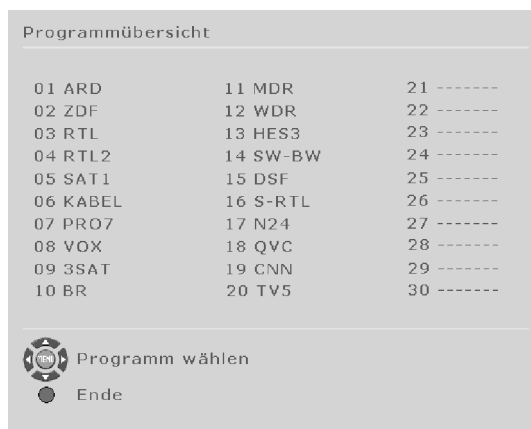 Programmübersicht
01 ARD
02 ZDF
03 RTL
04 RTL2
05 SAT1
06 KABEL
07 PRO7
08 VOX
09 3SAT
10 BR
11 MDR
12 WDR
13 HES3
14 SW-BW
15 DSF
16 S-RTL
17 N24
18 QVC
19 CNN
20 TV5
21 -------
22 -------
23 -------
24 -------
25 -------
26 -------
27 -------
28 -------
29 -------
30 -------
MENU
Programm wählen
Ende